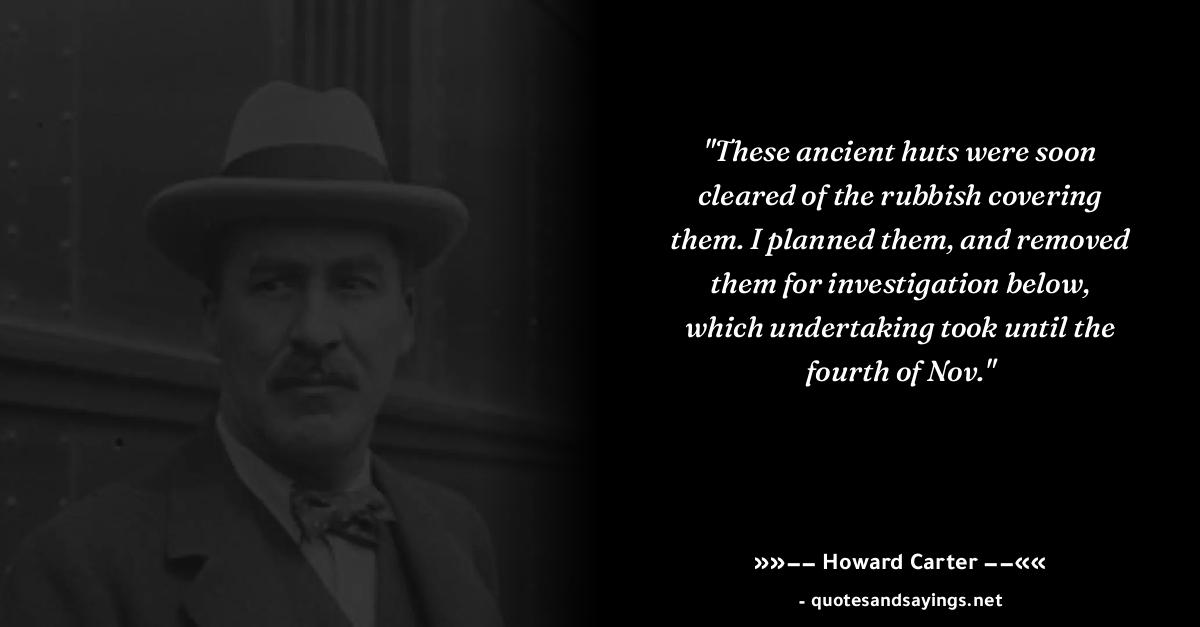 "These ancient huts were soon
cleared of the rubbish covering
them. I planned them, and removed
them for investigation below,
which undertaking took until the
fourth of Nov."
»»–– Howard Carter ––««
- quotesandsayings.net